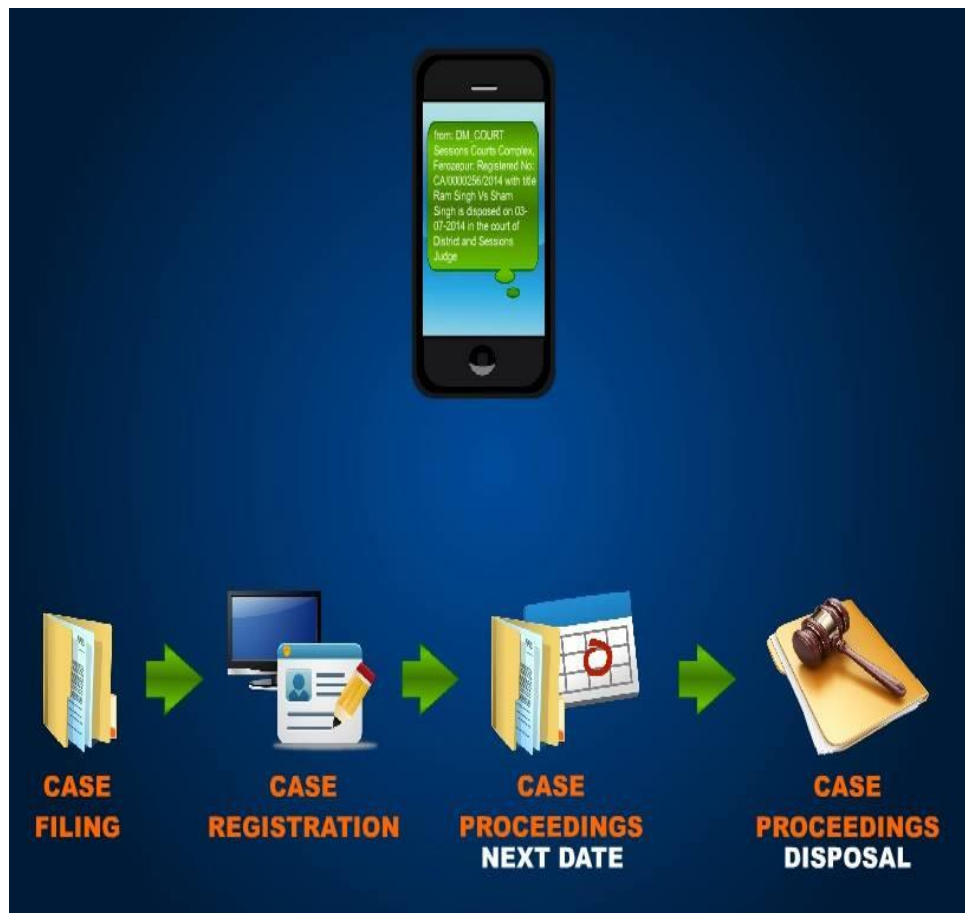 from: DM_COURT
Sessions Courts Complex,
Ferozepur: Registered No:
CA/0000256/2014 with title
Ram Singh Vs Sham
Singh is disposed on 03-
07-2014 in the court of
District and Sessions
Judge
CASE
FILING
CASE
REGISTRATION
CASE
PROCEEDINGS
NEXT DATE
CASE
PROCEEDINGS
DISPOSAL